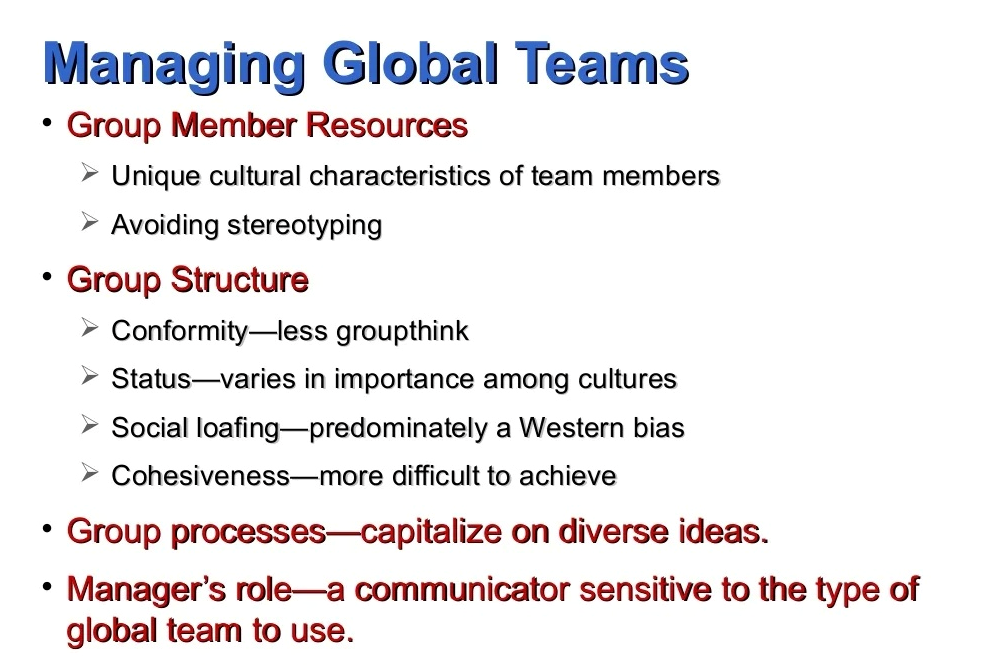 Managing Global Teams
• Group Member Resources
➢ Unique cultural characteristics of team members
➢ Avoiding stereotyping
• Group Structure
➢ Conformity—less groupthink
➢ Status—varies in importance among cultures
➢ Social loafing—predominately a Western bias
➢ Cohesiveness—more difficult to achieve
• Group processes—capitalize on diverse ideas.
• Manager’s role—a communicator sensitive to the type of
global team to use.